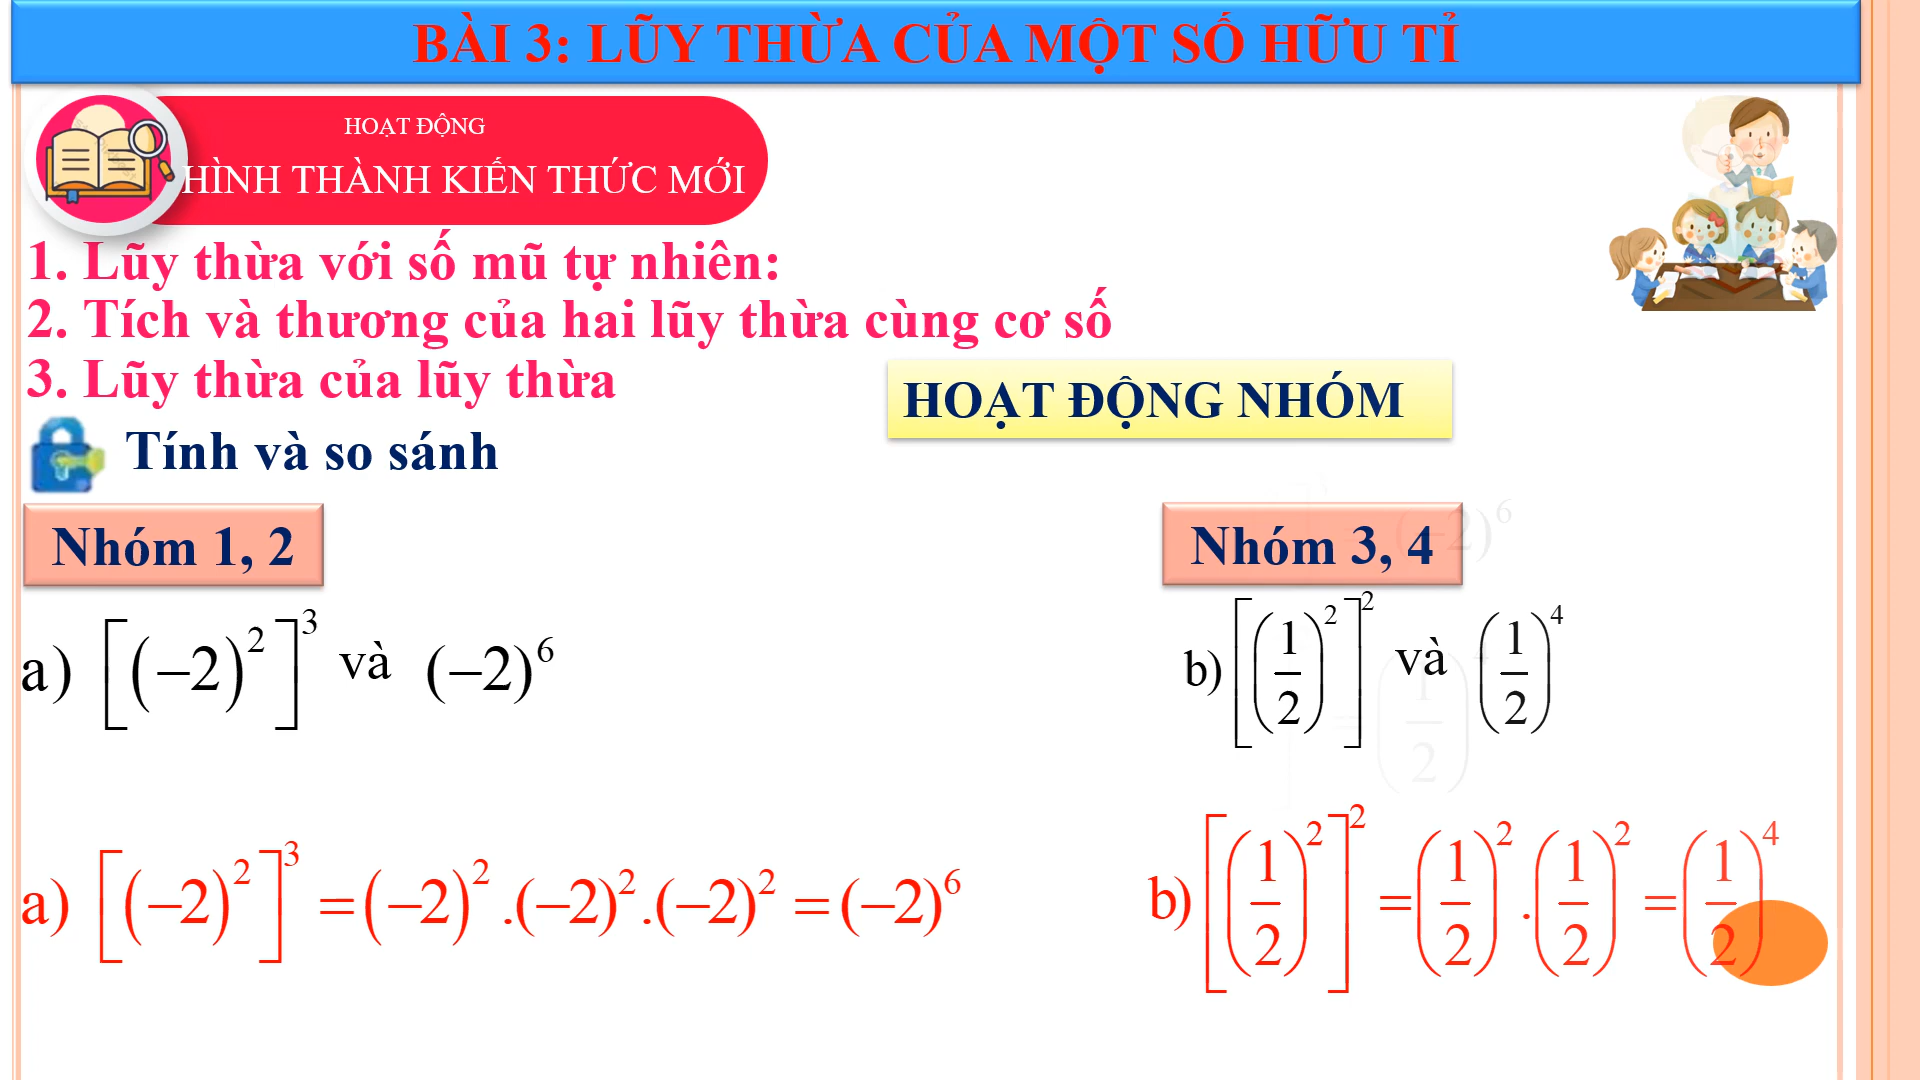 BÀI 3: LŨY THỪA CỦA MỘT SỐ HỮU TỈ
HOẠT ĐỘNG
HÌNH THÀNH KIẾN THỨC MỚI
1. Lũy thừa với số mũ tự nhiên:
2. Tích và thương của hai lũy thừa cùng cơ số
3. Lũy thừa của lũy thừa
HOẠT ĐỘNG NHÓM
Tính và so sánh
Nhóm 1, 2
a) [(–2)²]³ và (–2)⁶
a) [(–2)²]³ = (–2)².(–2)².(–2)² = (–2)⁶
Nhóm 3, 4
b) [(1/2)²]² và (1/2)⁴
b) [(1/2)²]² = (1/2)².(1/2)² = (1/2)⁴